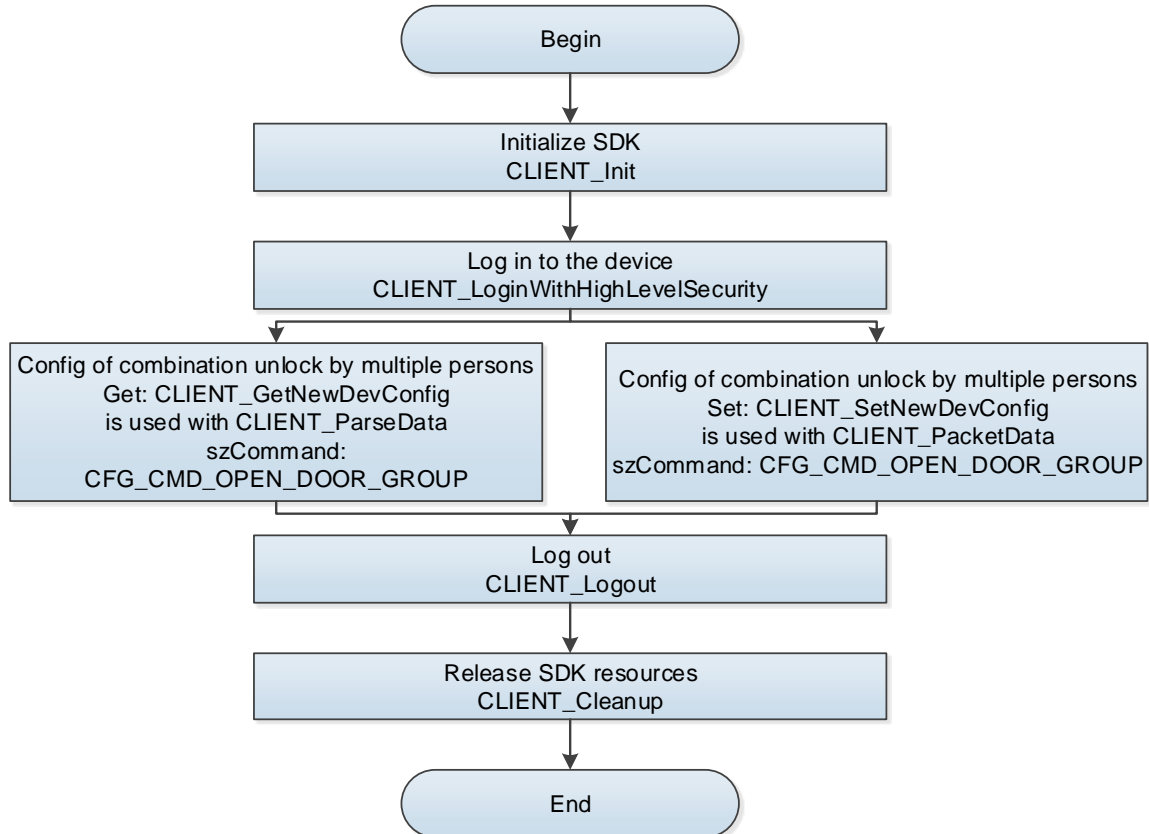 Begin
Initialize SDK
CLIENT_Init
Log in to the device
CLIENT_LoginWithHighLevelSecurity
Config of combination unlock by multiple persons
Get: CLIENT_GetNewDevConfig
is used with CLIENT_ParseData
szCommand:
CFG_CMD_OPEN_DOOR_GROUP
Config of combination unlock by multiple persons
Set: CLIENT_SetNewDevConfig
is used with CLIENT_PacketData
szCommand: CFG_CMD_OPEN_DOOR_GROUP
Log out
CLIENT_Logout
Release SDK resources
CLIENT_Cleanup
End